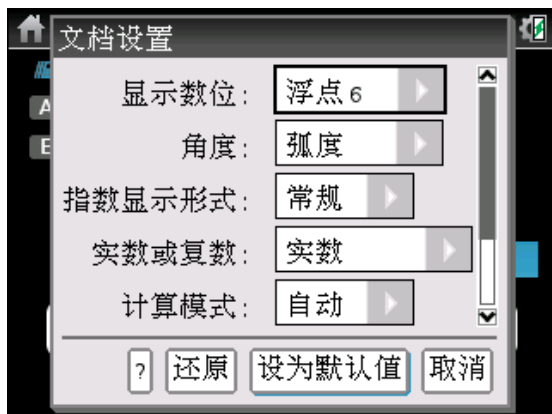 文档设置
显示数位: 浮点 6
角度: 弧度
指数显示形式: 常规
实数或复数: 实数
计算模式: 自动
? 还原 设为默认值 取消